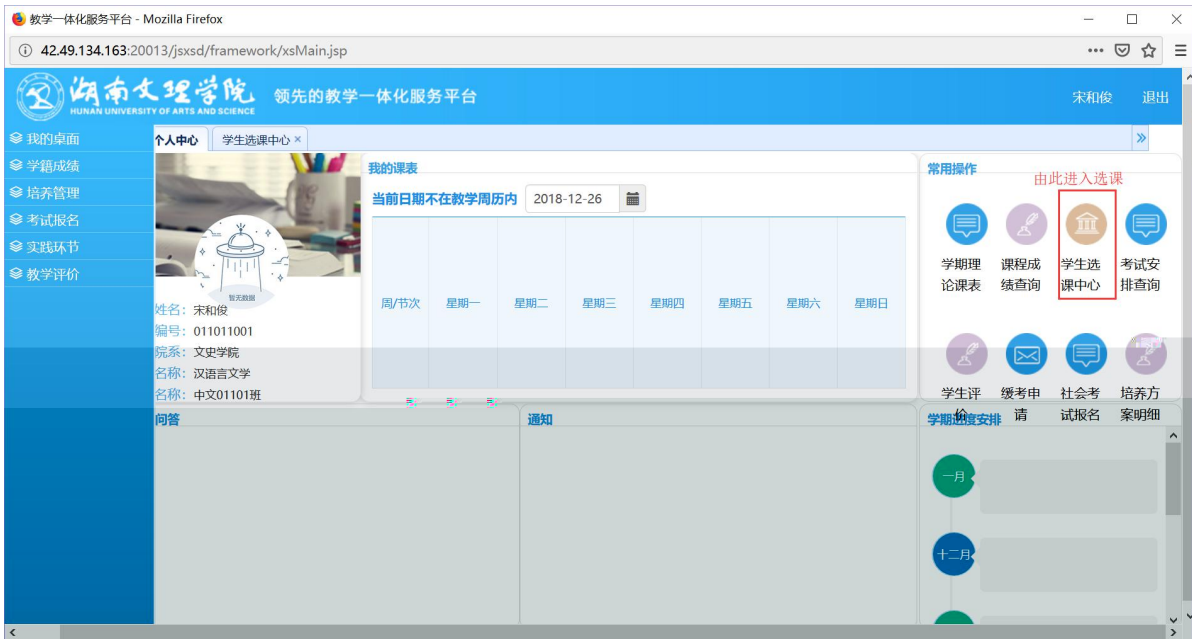 教学一体化服务平台 - Mozilla Firefox
42.49.134.163:20013/jsxsd/framework/xsMain.jsp
湖南文理学院
HUNAN UNIVERSITY OF ARTS AND SCIENCE
领先的教学一体化服务平台
宋和俊 退出
我的桌面
学籍成绩
培养管理
考试报名
实践环节
教学评价
个人中心 学生选课中心
暂无数据
姓名：宋和俊
编号：011011001
院系：文史学院
名称：汉语言文学
名称：中文01101班
我的课表
当前日期不在教学周历内 2018-12-26
周/节次 星期一 星期二 星期三 星期四 星期五 星期六 星期日
常用操作
由此进入选课
学期理论课表
课程成绩查询
学生选课中心
考试安排查询
学生评价
缓考申请
社会考试报名
培养方案明细
问答
通知
学期进度安排
一月
十二月